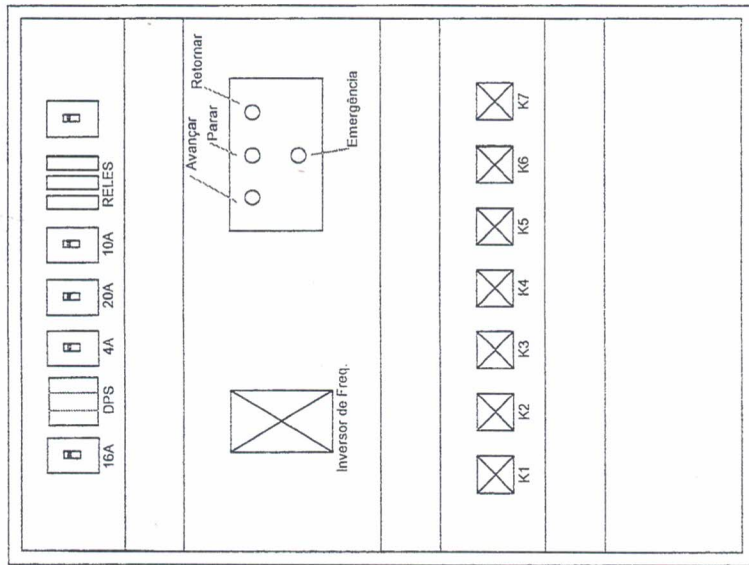 16A
DPS
4A
20A
10A
RELES
Inversor de Freq.
Avançar
Parar
Retornar
Emergência
K1
K2
K3
K4
K5
K6
K7